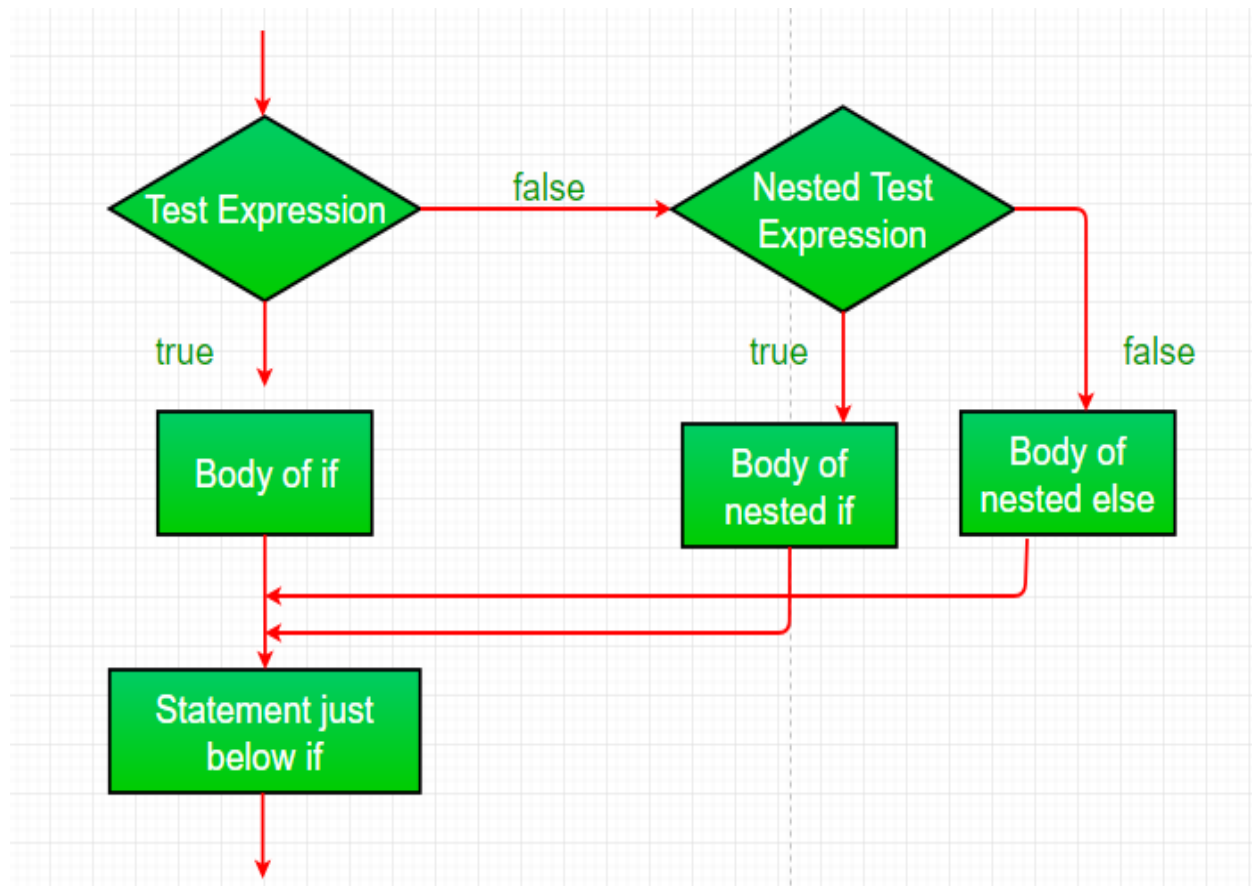 Test Expression
false
Nested Test
Expression
true
true
false
Body of if
Body of
nested if
Body of
nested else
Statement just
below if